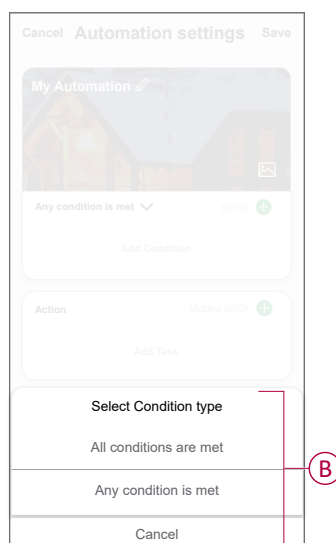 Cancel Automation settings Save
My Automation
Any condition is met (0/10)
Add Condition
Action (Added 0/50)
Add Task
Select Condition type
All conditions are met
B
Any condition is met
Cancel